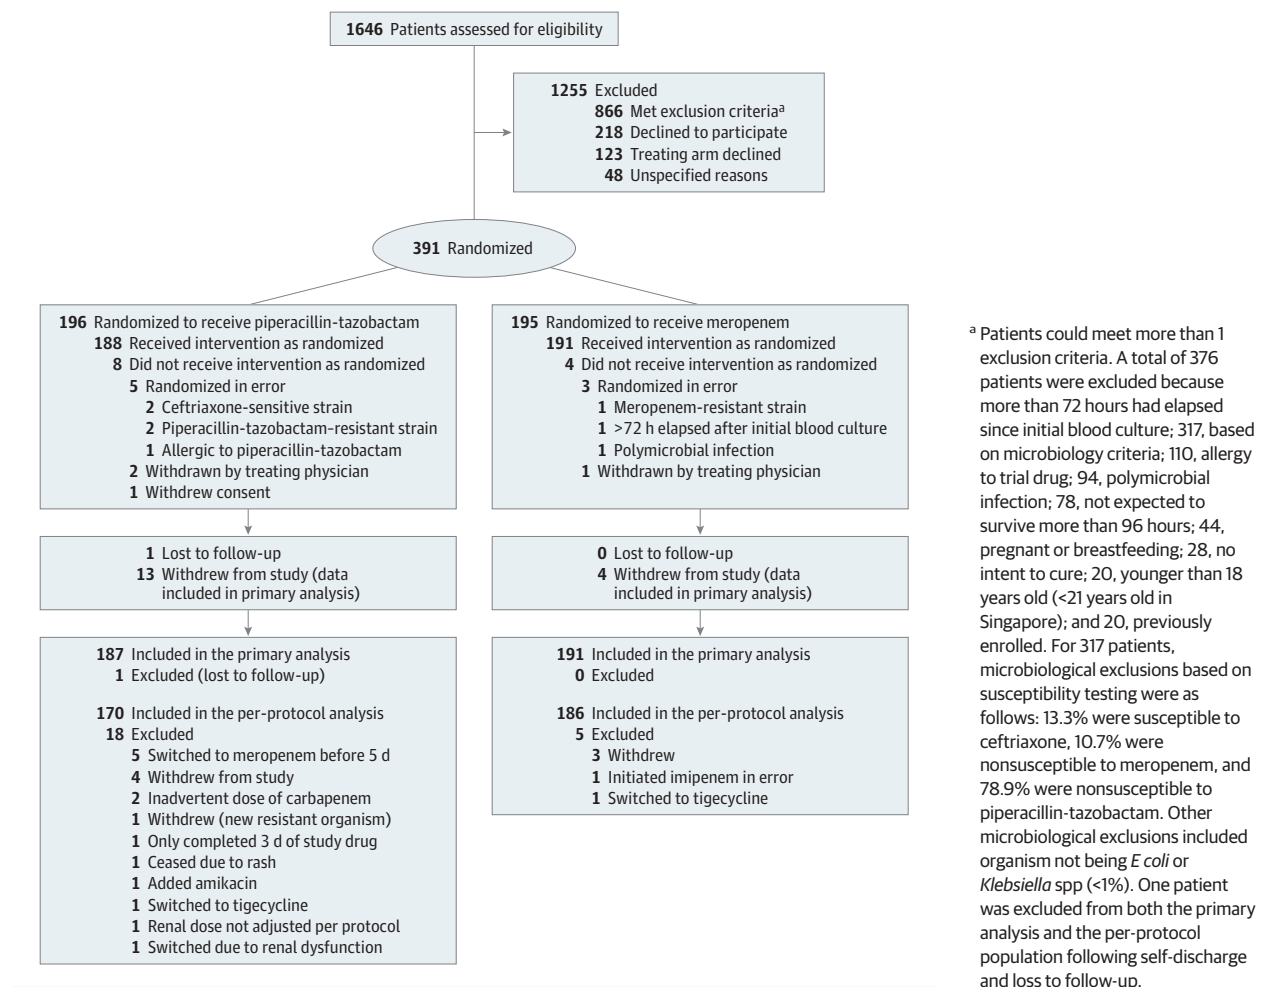 1646 Patients assessed for eligibility
1255 Excluded
866 Met exclusion criteriaa
218 Declined to participate
123 Treating arm declined
48 Unspecified reasons
391 Randomized
196 Randomized to receive piperacillin-tazobactam
188 Received intervention as randomized
8 Did not receive intervention as randomized
5 Randomized in error
2 Ceftriaxone-sensitive strain
2 Piperacillin-tazobactam-resistant strain
1 Allergic to piperacillin-tazobactam
2 Withdrawn by treating physician
1 Withdrew consent
195 Randomized to receive meropenem
191 Received intervention as randomized
4 Did not receive intervention as randomized
3 Randomized in error
1 Meropenem-resistant strain
1 >72 h elapsed after initial blood culture
1 Polymicrobial infection
1 Withdrawn by treating physician
1 Lost to follow-up
13 Withdrew from study (data
included in primary analysis)
0 Lost to follow-up
4 Withdrew from study (data
included in primary analysis)
187 Included in the primary analysis
1 Excluded (lost to follow-up)
170 Included in the per-protocol analysis
18 Excluded
5 Switched to meropenem before 5 d
4 Withdrew from study
2 Inadvertent dose of carbapenem
1 Withdrew (new resistant organism)
1 Only completed 3 d of study drug
1 Ceased due to rash
1 Added amikacin
1 Switched to tigecycline
1 Renal dose not adjusted per protocol
1 Switched due to renal dysfunction
191 Included in the primary analysis
0 Excluded
186 Included in the per-protocol analysis
5 Excluded
3 Withdrew
1 Initiated imipenem in error
1 Switched to tigecycline
a Patients could meet more than 1
exclusion criteria. A total of 376
patients were excluded because
more than 72 hours had elapsed
since initial blood culture; 317, based
on microbiology criteria; 110, allergy
to trial drug; 94, polymicrobial
infection; 78, not expected to
survive more than 96 hours; 44,
pregnant or breastfeeding; 28, no
intent to cure; 20, younger than 18
years old (<21 years old in
Singapore); and 20, previously
enrolled. For 317 patients,
microbiological exclusions based on
susceptibility testing were as
follows: 13.3% were susceptible to
ceftriaxone, 10.7% were
nonsusceptible to meropenem, and
78.9% were nonsusceptible to
piperacillin-tazobactam. Other
microbiological exclusions included
organism not being E coli or
Klebsiella spp (<1%). One patient
was excluded from both the primary
analysis and the per-protocol
population following self-discharge
and loss to follow-up.